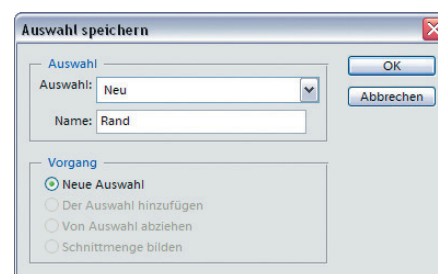 Auswahl speichern
Auswahl
Auswahl: Neu
Name: Rand
OK
Abbrechen
Vorgang
Neue Auswahl
Der Auswahl hinzufügen
Von Auswahl abziehen
Schnittmenge bilden